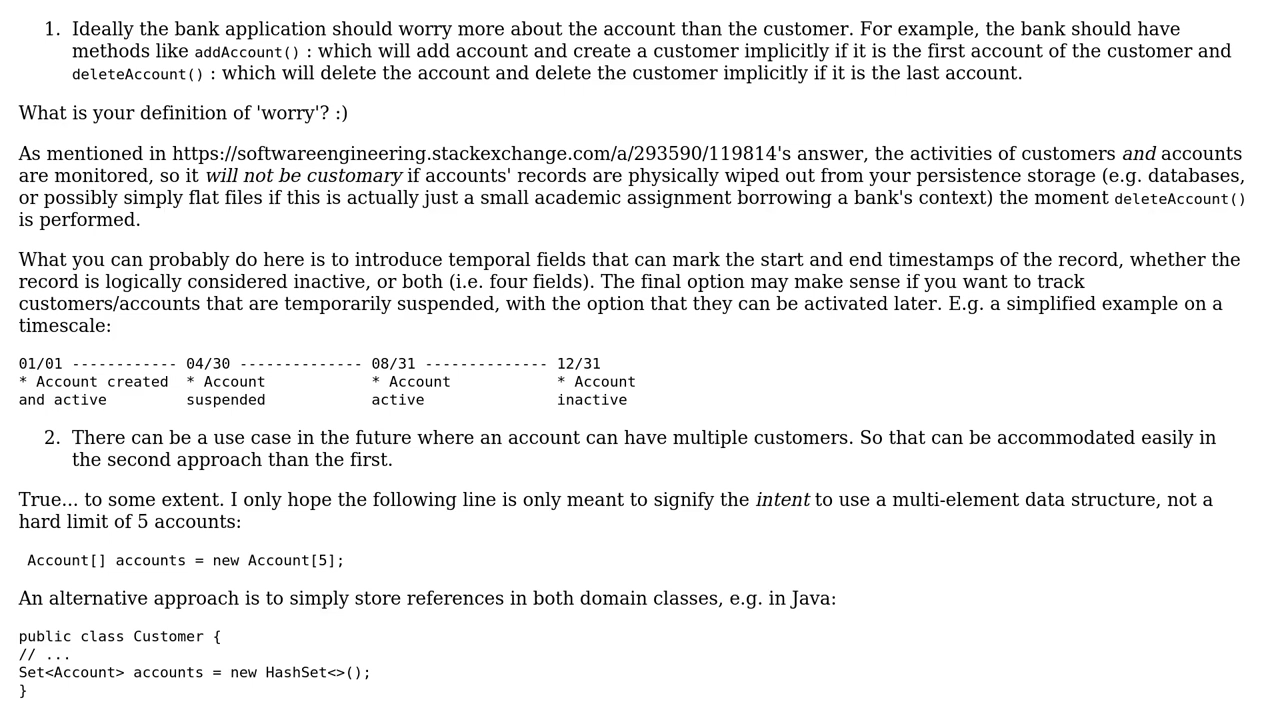 1. Ideally the bank application should worry more about the account than the customer. For example, the bank should have
methods like addAccount() : which will add account and create a customer implicitly if it is the first account of the customer and
deleteAccount() : which will delete the account and delete the customer implicitly if it is the last account.
What is your definition of 'worry'? :)
As mentioned in https://softwareengineering.stackexchange.com/a/293590/119814's answer, the activities of customers and accounts
are monitored, so it will not be customary if accounts' records are physically wiped out from your persistence storage (e.g. databases,
or possibly simply flat files if this is actually just a small academic assignment borrowing a bank's context) the moment deleteAccount()
is performed.
What you can probably do here is to introduce temporal fields that can mark the start and end timestamps of the record, whether the
record is logically considered inactive, or both (i.e. four fields). The final option may make sense if you want to track
customers/accounts that are temporarily suspended, with the option that they can be activated later. E.g. a simplified example on a
timescale:
01/01 ------------ 04/30 -------------- 08/31 -------------- 12/31
* Account created  * Account            * Account            * Account
and active         suspended            active               inactive
2. There can be a use case in the future where an account can have multiple customers. So that can be accommodated easily in
the second approach than the first.
True... to some extent. I only hope the following line is only meant to signify the intent to use a multi-element data structure, not a
hard limit of 5 accounts:
Account[] accounts = new Account[5];
An alternative approach is to simply store references in both domain classes, e.g. in Java:
public class Customer {
// ...
Set<Account> accounts = new HashSet<>();
}